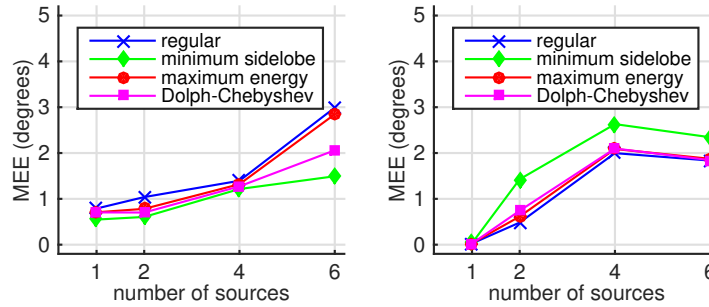 5
4
3
2
1
0
MEE (degrees)
regular
minimum sidelobe
maximum energy
Dolph-Chebyshev
1 2 4 6
number of sources
5
4
3
2
1
0
MEE (degrees)
regular
minimum sidelobe
maximum energy
Dolph-Chebyshev
1 2 4 6
number of sources